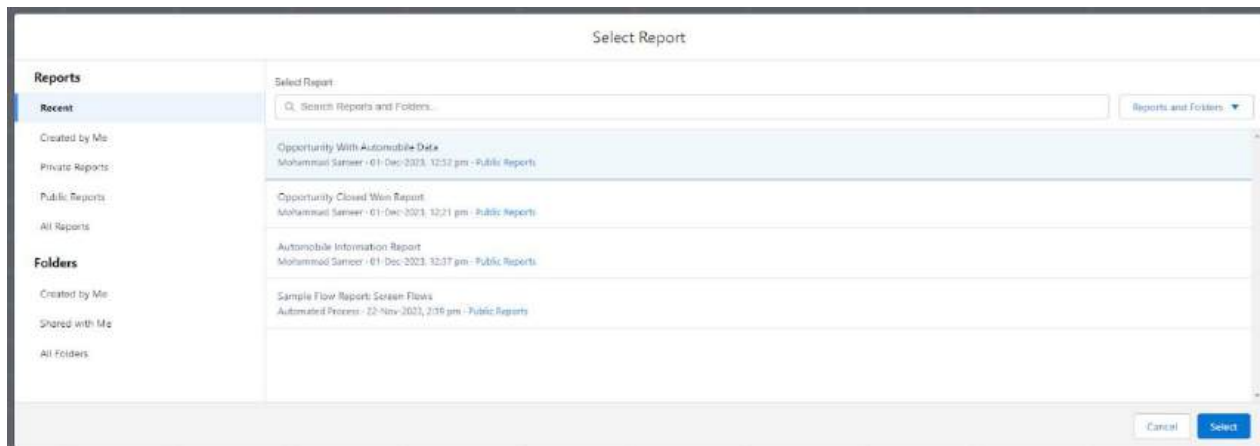 Select Report
Reports
Recent
Created by Me
Private Reports
Public Reports
All Reports
Folders
Created by Me
Shared with Me
All Folders
Select Report
Search Reports and Folders...
Reports and Folders
Opportunity With Automobile Data
Mohammad Sameer - 01-Dec-2023, 12:52 pm - Public Reports
Opportunity Closed Won Report
Mohammad Sameer - 01-Dec-2023, 12:21 pm - Public Reports
Automobile Information Report
Mohammad Sameer - 01-Dec-2023, 12:37 pm - Public Reports
Sample Flow Report: Screen Flows
Automated Process - 22-Nov-2023, 2:39 pm - Public Reports
Cancel
Select